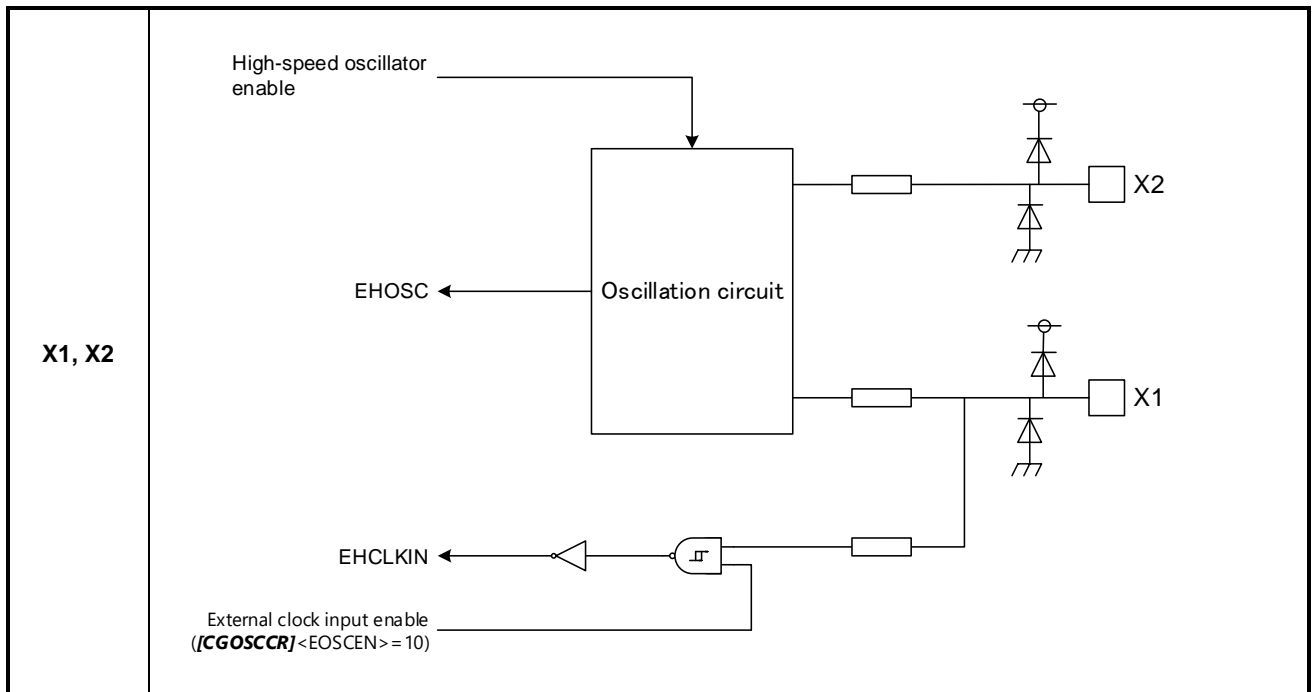 High-speed oscillator
enable
X2
EHOSC
Oscillation circuit
X1, X2
X1
EHCLKIN
External clock input enable
([CGOSCCR]<EOSCEN>=10)